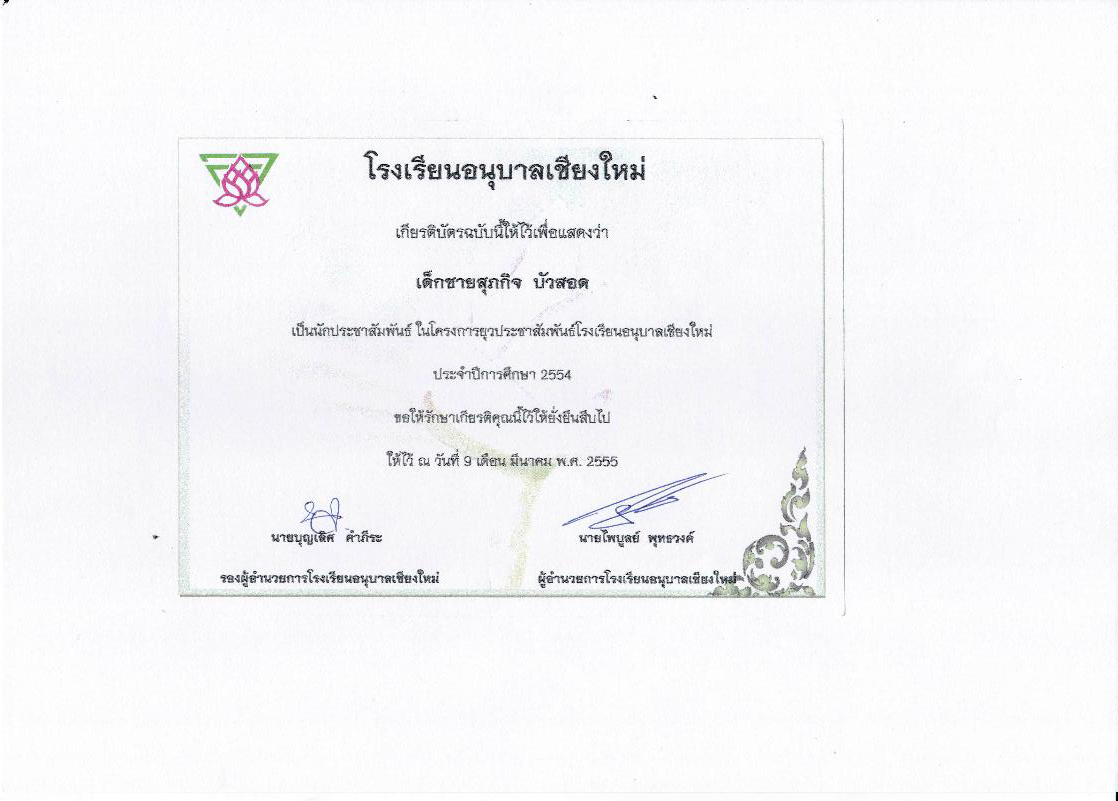 โรงเรียนอนุบาลเชียงใหม่
เกียรติบัตรฉบับนี้ให้ไว้เพื่อแสดงว่า
เด็กชายสุภกิจ บัวสอด
เป็นนักประชาสัมพันธ์ ในโครงการยุวประชาสัมพันธ์โรงเรียนอนุบาลเชียงใหม่
ประจำปีการศึกษา 2554
ขอให้รักษาเกียรติคุณนี้ไว้ให้ยั่งยืนสืบไป
ให้ไว้ ณ วันที่ 9 เดือน มีนาคม พ.ศ. 2555
นายบุญเลิศ คำภีระ
นายไพบูลย์ พุทธวงค์
รองผู้อำนวยการโรงเรียนอนุบาลเชียงใหม่
ผู้อำนวยการโรงเรียนอนุบาลเชียงใหม่